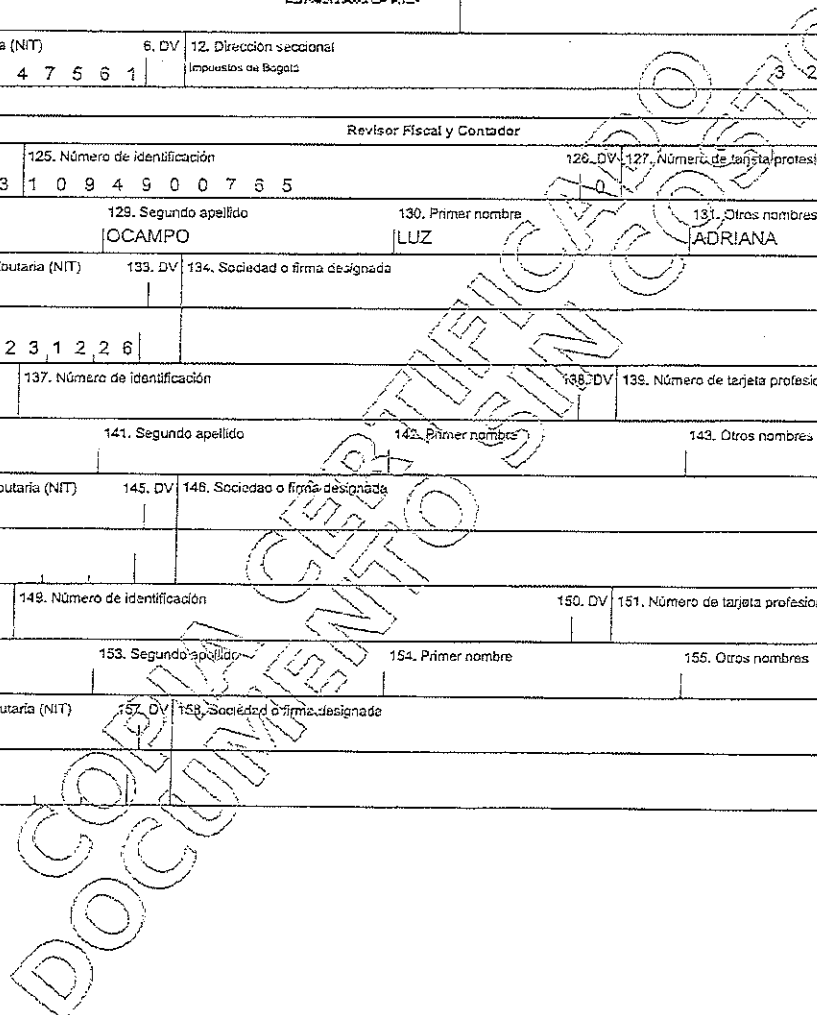 a (NIT) 6. DV 12. Dirección seccional
4 7 5 6 1 Impuestos de Bogotá 3 2
Revisor Fiscal y Contador
125. Número de identificación 126. DV 127. Número de tarjeta profesi
3 1 0 9 4 9 0 0 7 6 5 0
129. Segundo apellido 130. Primer nombre 131. Otros nombres
OCAMPO LUZ ADRIANA
butaria (NIT) 133. DV 134. Sociedad o firma designada
2 3 1 2 2 6
137. Número de identificación 138. DV 139. Número de tarjeta profesio
141. Segundo apellido 142. Primer nombre 143. Otros nombres
butaria (NIT) 145. DV 146. Sociedad o firma designada
149. Número de identificación 150. DV 151. Número de tarjeta profesio
153. Segundo apellido 154. Primer nombre 155. Otros nombres
utaria (NIT) 157. DV 158. Sociedad o firma designada
COPIA CERTIFICADO
DOCUMENTO SIN COSTO